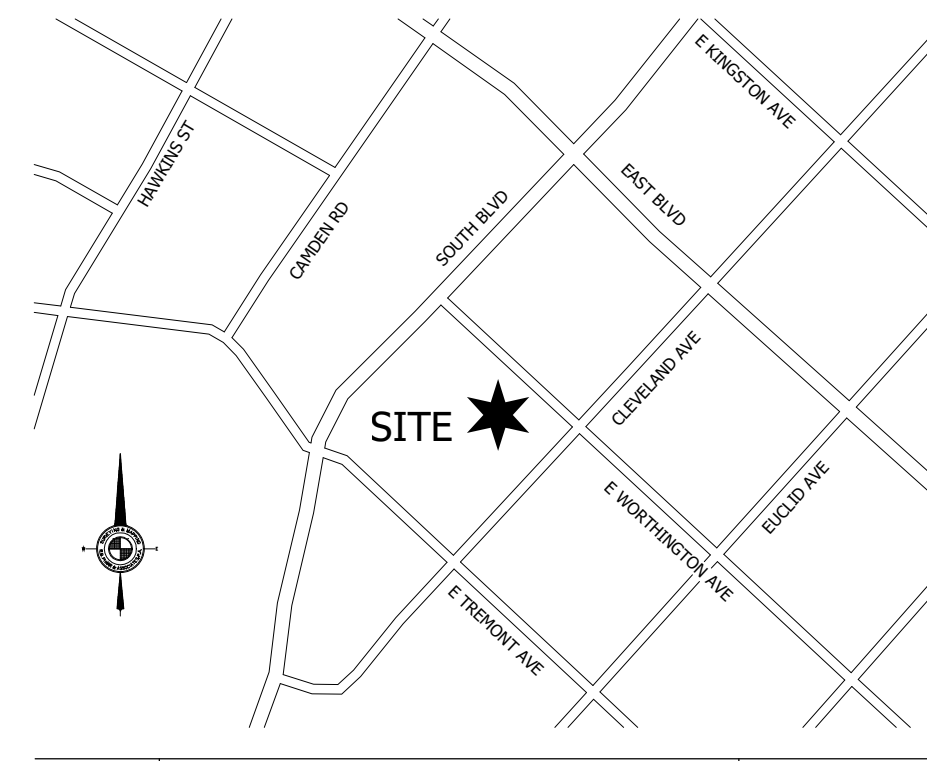 E KINGSTON AVE
HAWKINS ST
EAST BLVD
SOUTH BLVD
CAMDEN RD
CLEVELAND AVE
SITE
EUCLID AVE
E WORTHINGTON AVE
E TREMONT AVE